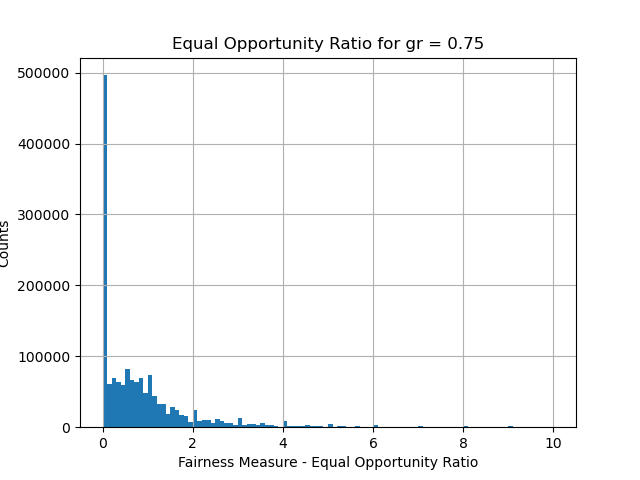 Equal Opportunity Ratio for gr = 0.75
500000
400000
300000
200000
100000
0
Counts
0 2 4 6 8 10
Fairness Measure - Equal Opportunity Ratio